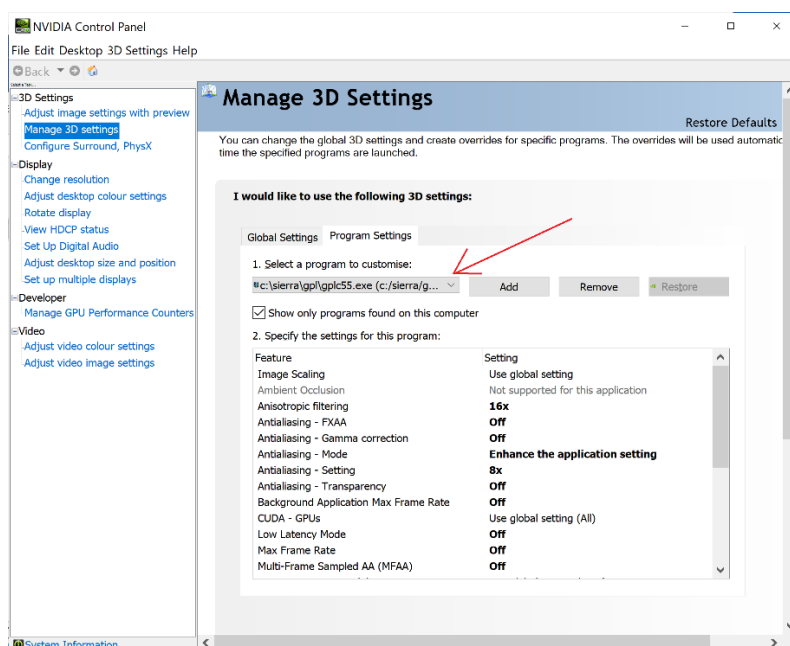 NVIDIA Control Panel
File Edit Desktop 3D Settings Help
Back
3D Settings
Adjust image settings with preview
Manage 3D settings
Configure Surround, PhysX
Display
Change resolution
Adjust desktop colour settings
Rotate display
View HDCP status
Set Up Digital Audio
Adjust desktop size and position
Set up multiple displays
Developer
Manage GPU Performance Counters
Video
Adjust video colour settings
Adjust video image settings
System Information
Manage 3D Settings
Restore Defaults
You can change the global 3D settings and create overrides for specific programs. The overrides will be used automatic
time the specified programs are launched.
I would like to use the following 3D settings:
Global Settings Program Settings
1. Select a program to customise:
c:\sierra\gpl\gplc55.exe (c:/sierra/g... Add Remove Restore
Show only programs found on this computer
2. Specify the settings for this program:
Feature Setting
Image Scaling Use global setting
Ambient Occlusion Not supported for this application
Anisotropic filtering 16x
Antialiasing - FXAA Off
Antialiasing - Gamma correction Off
Antialiasing - Mode Enhance the application setting
Antialiasing - Setting 8x
Antialiasing - Transparency Off
Background Application Max Frame Rate Off
CUDA - GPUs Use global setting (All)
Low Latency Mode Off
Max Frame Rate Off
Multi-Frame Sampled AA (MFAA) Off